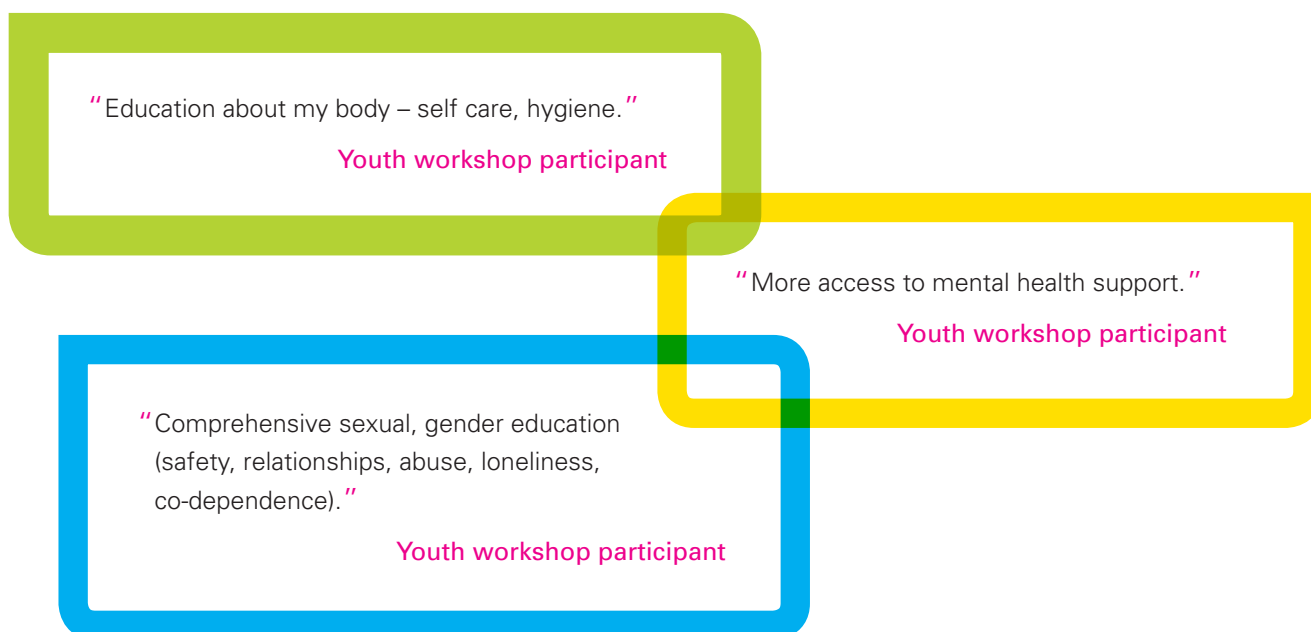 “Education about my body – self care, hygiene.”
Youth workshop participant
“More access to mental health support.”
Youth workshop participant
“Comprehensive sexual, gender education
(safety, relationships, abuse, loneliness,
co-dependence).”
Youth workshop participant